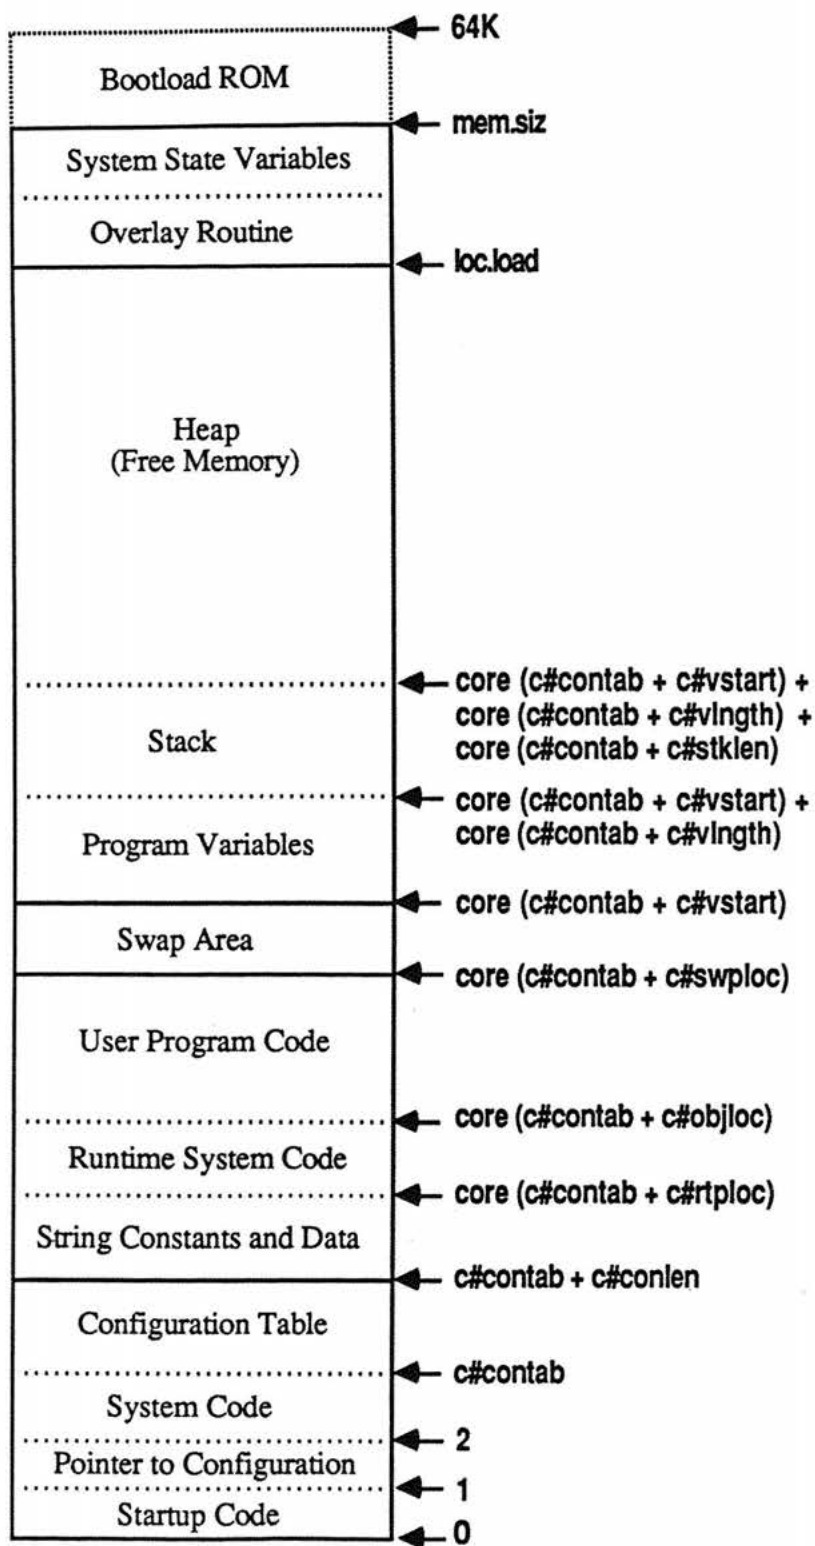 64K
Bootload ROM
mem.siz
System State Variables
Overlay Routine
loc.load
Heap
(Free Memory)
core (c#contab + c#vstart) +
core (c#contab + c#vlngth) +
core (c#contab + c#stklen)
Stack
core (c#contab + c#vstart) +
core (c#contab + c#vlngth)
Program Variables
core (c#contab + c#vstart)
Swap Area
core (c#contab + c#swploc)
User Program Code
core (c#contab + c#objloc)
Runtime System Code
core (c#contab + c#rtploc)
String Constants and Data
c#contab + c#conlen
Configuration Table
c#contab
System Code
2
Pointer to Configuration
1
Startup Code
0